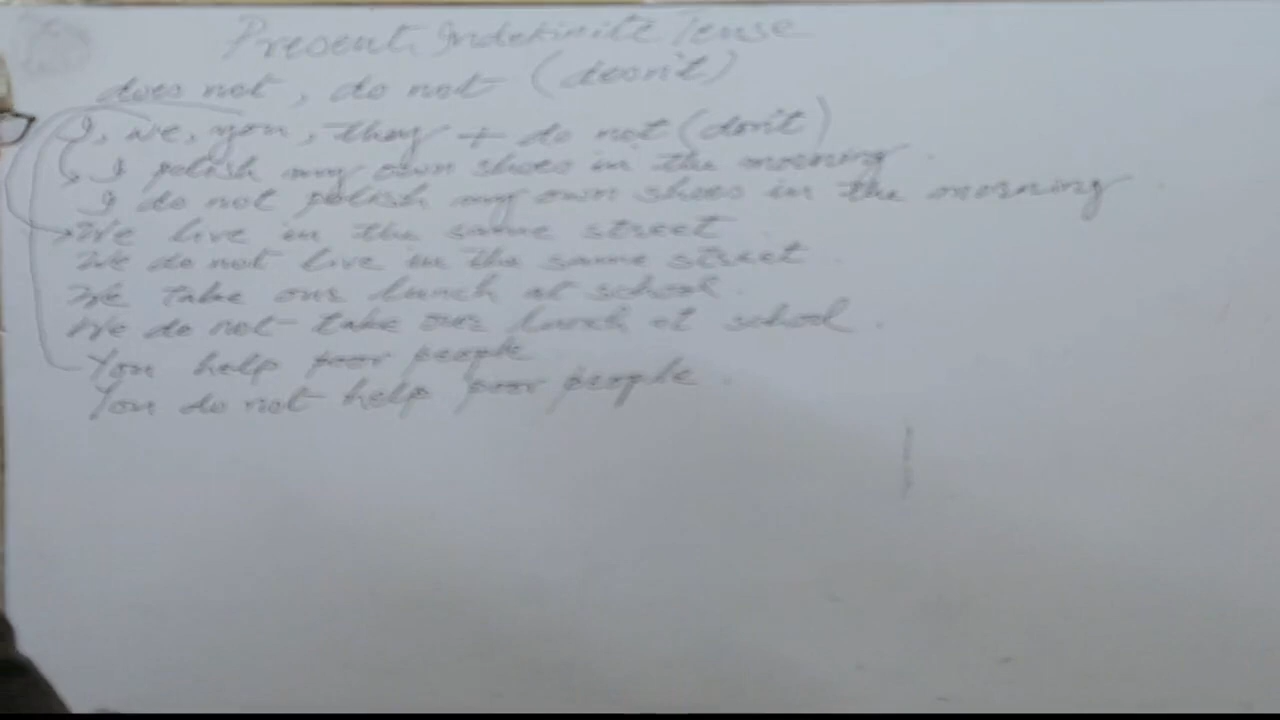 Present Indefinite Tense
does not, do not (doesn't)
I, we, you, they + do not (don't)
I polish my own shoes in the morning.
I do not polish my own shoes in the morning
We live in the same street
We do not live in the same street.
We take our lunch at school.
We do not take our lunch at school.
You help poor people
You do not help poor people.